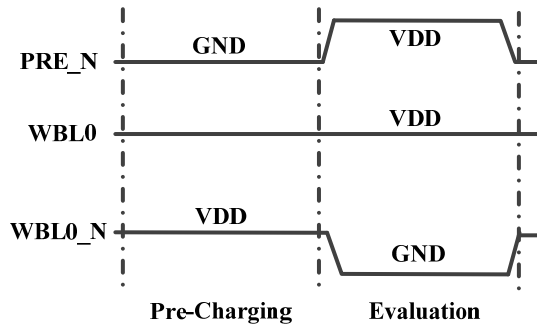 PRE_N GND VDD
WBL0 VDD
WBL0_N VDD GND
Pre-Charging Evaluation